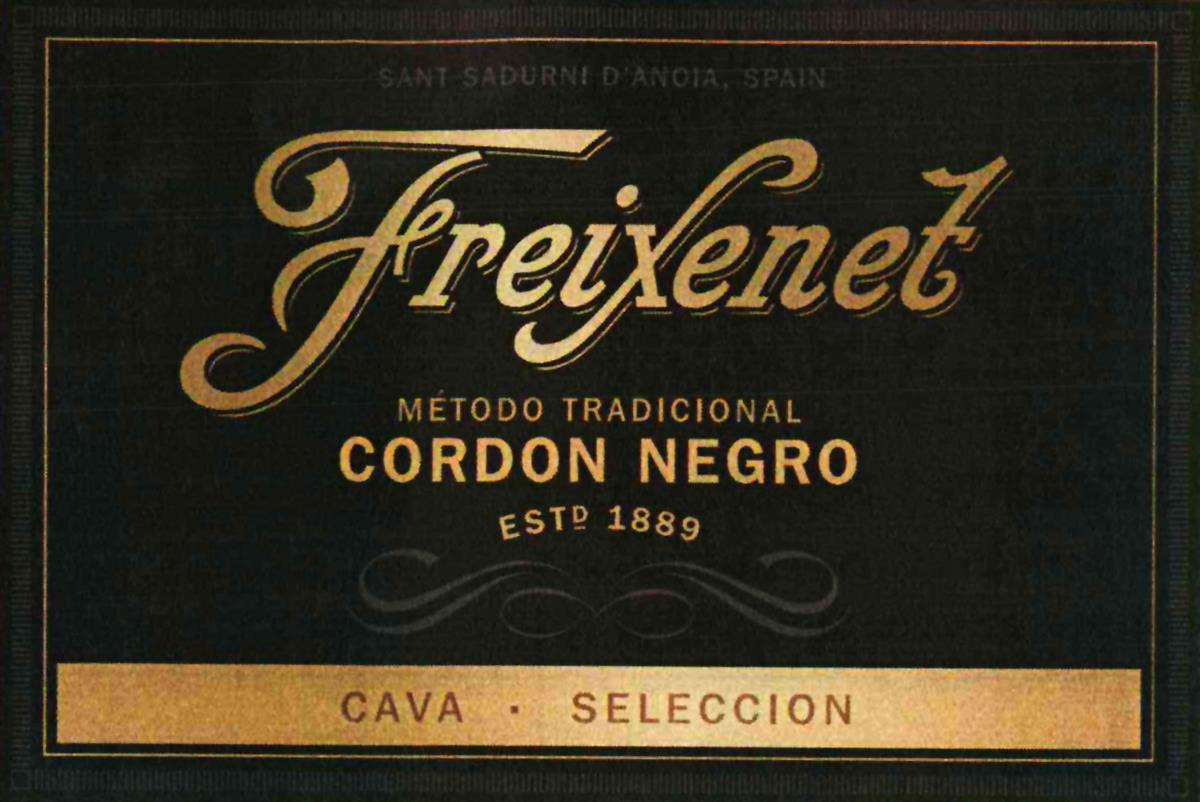 SANT SADURNI D'ANOIA, SPAIN
Freixenet
MÉTODO TRADICIONAL
CORDON NEGRO
ESTD 1889
CAVA · SELECCION